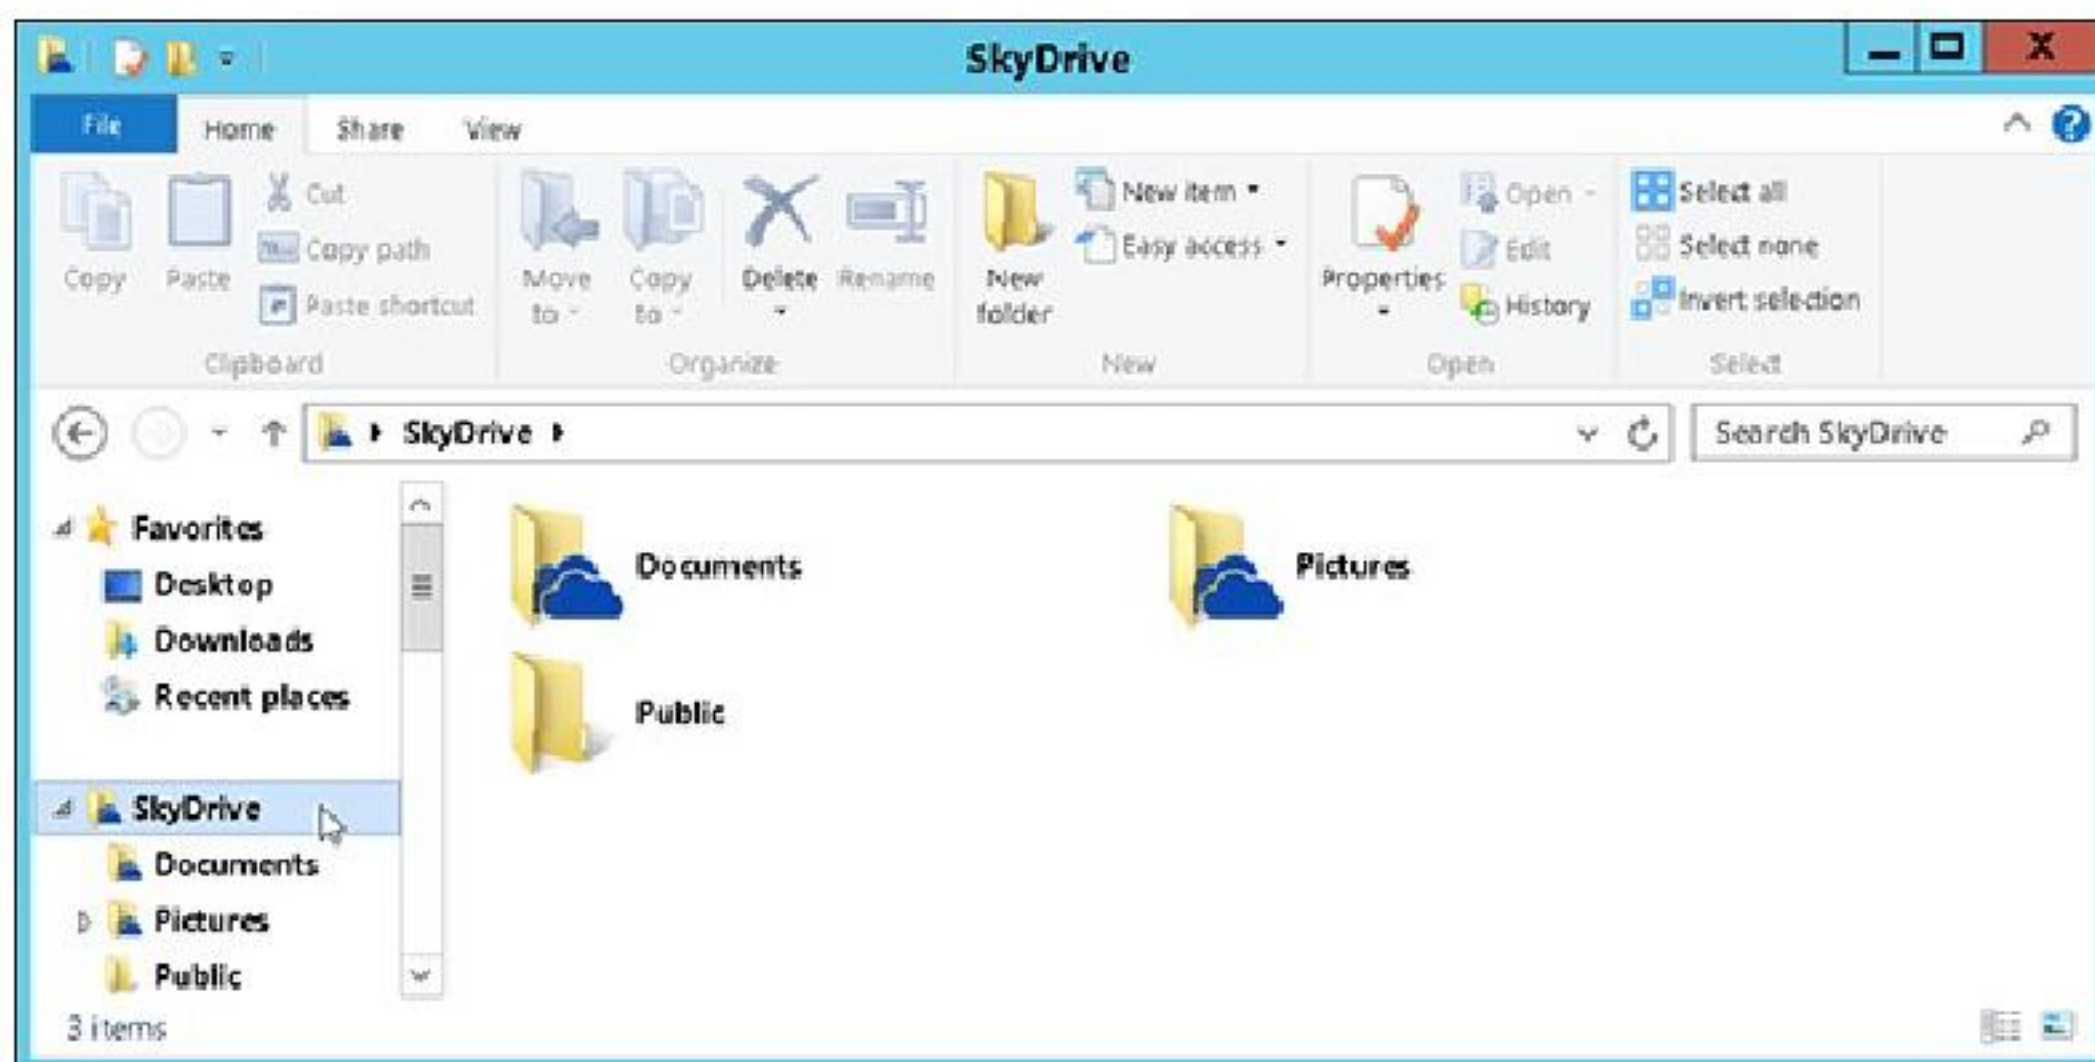 SkyDrive
File Home Share View
Copy
Paste
Cut
Copy path
Paste shortcut
Clipboard
Move to
Copy to
Delete
Rename
Organize
New folder
New item
Easy access
New
Properties
Open
Edit
History
Open
Select all
Select none
Invert selection
Select
SkyDrive
Search SkyDrive
Favorites
Desktop
Downloads
Recent places
SkyDrive
Documents
Pictures
Public
Documents
Pictures
Public
3 items